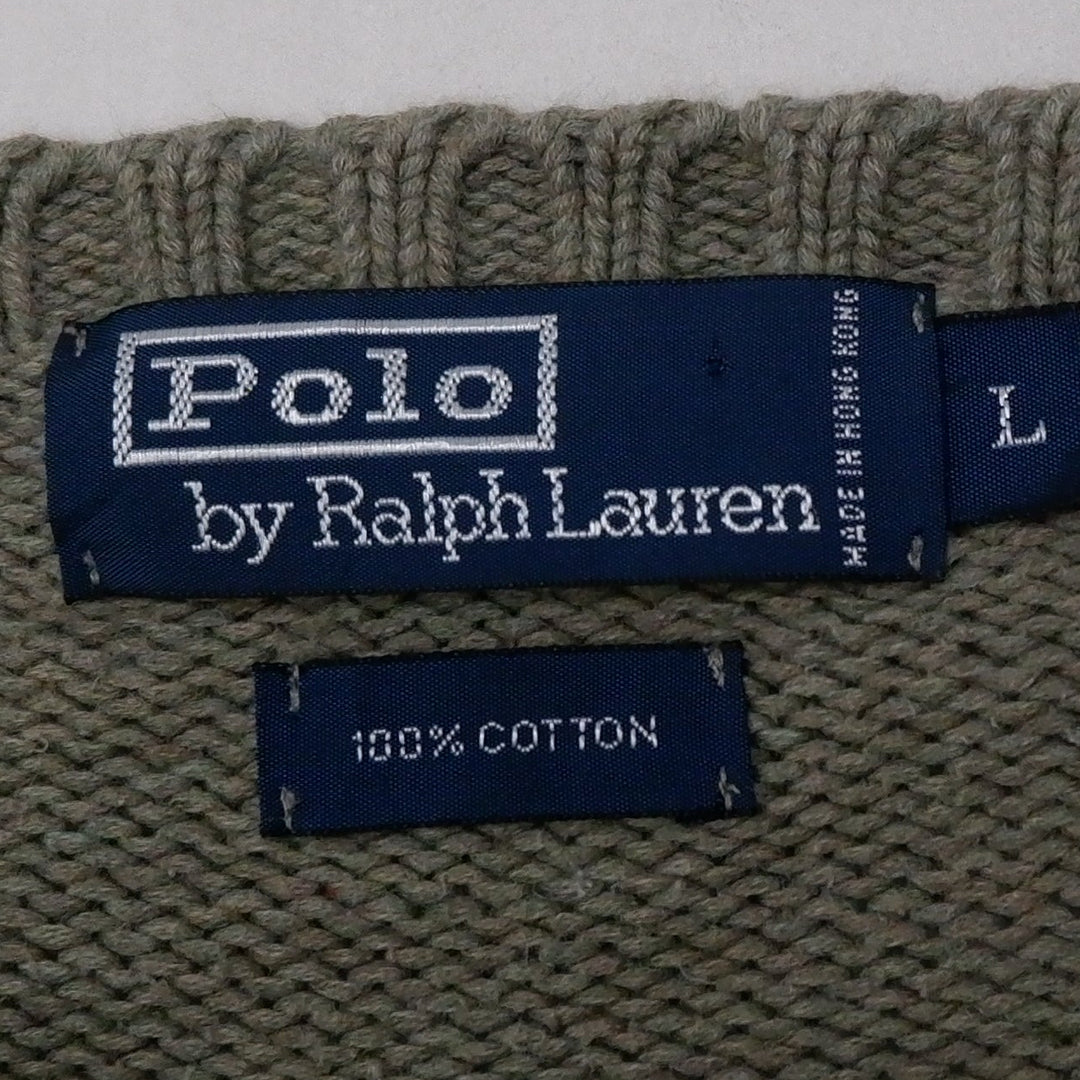 Polo
by Ralph Lauren
MADE IN HONG KONG
L
100% COTTON